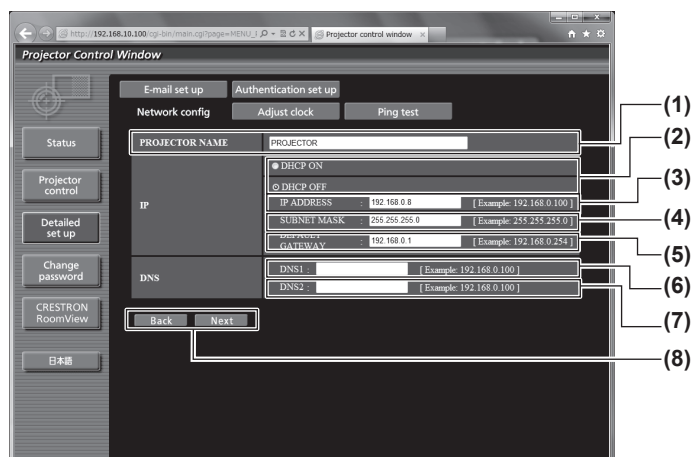 http://192.168.10.100/cgi-bin/main.cgi?page=MENU_I
Projector control window
Projector Control Window
E-mail set up
Authentication set up
Network config
Adjust clock
Ping test
Status
Projector
control
Detailed
set up
Change
password
CRESTRON
RoomView
日本語
PROJECTOR NAME
PROJECTOR
IP
DHCP ON
DHCP OFF
IP ADDRESS : 192.168.0.8 [ Example: 192.168.0.100 ]
SUBNET MASK : 255.255.255.0 [ Example: 255.255.255.0 ]
DEFAULT
GATEWAY : 192.168.0.1 [ Example: 192.168.0.254 ]
DNS
DNS1 : [ Example: 192.168.0.100 ]
DNS2 : [ Example: 192.168.0.100 ]
Back
Next
(1)
(2)
(3)
(4)
(5)
(6)
(7)
(8)